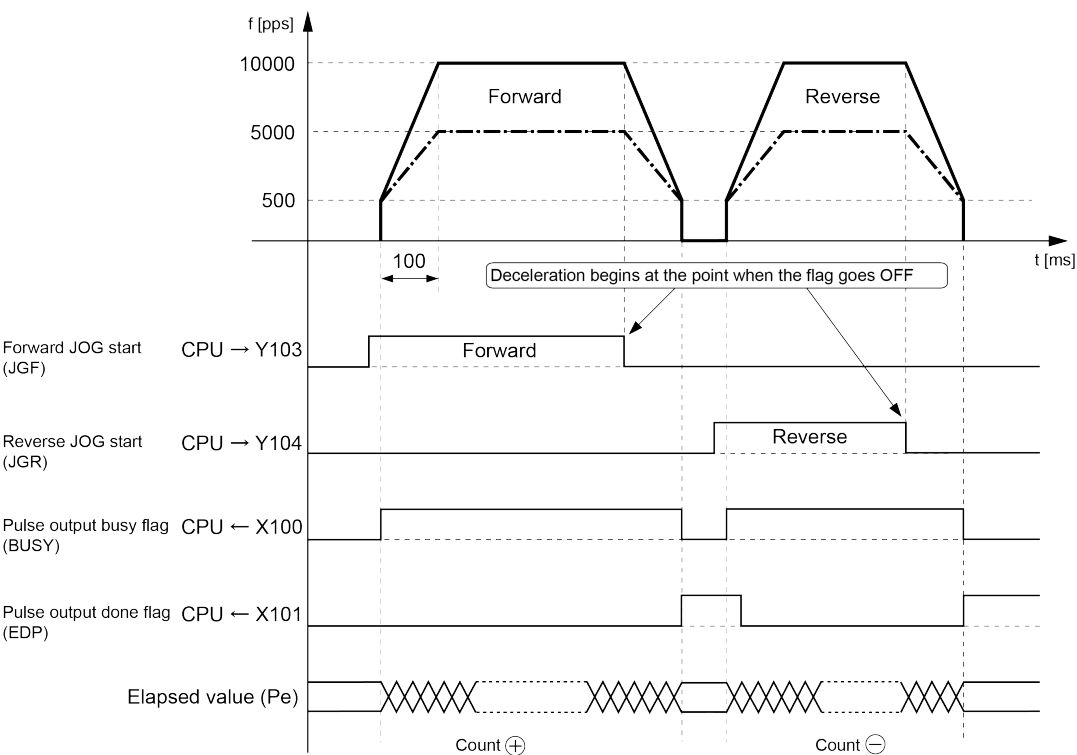 f [pps]
10000
Forward
Reverse
5000
500
t [ms]
100
Deceleration begins at the point when the flag goes OFF
Forward JOG start
(JGF)
CPU → Y103
Forward
Reverse JOG start
(JGR)
CPU → Y104
Reverse
Pulse output busy flag
(BUSY)
CPU ← X100
Pulse output done flag
(EDP)
CPU ← X101
Elapsed value (Pe)
Count ⊕
Count ⊖